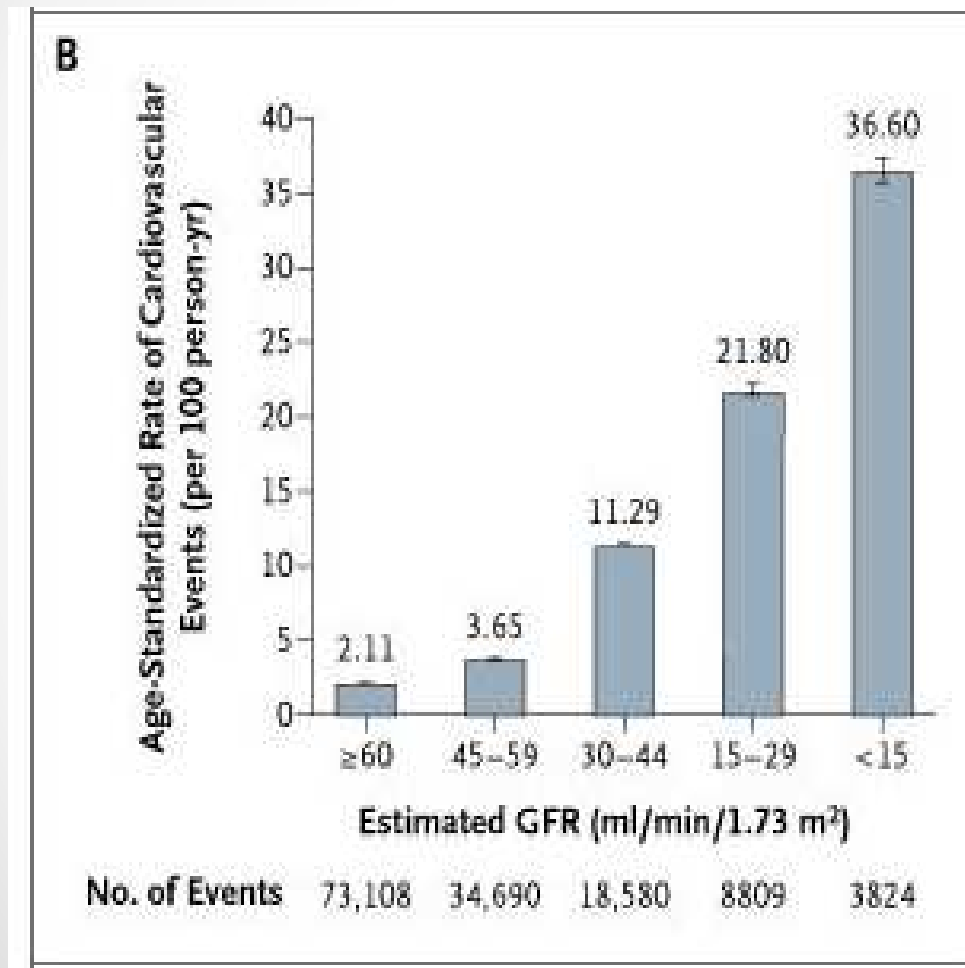 B
Age-Standardized Rate of Cardiovascular
Events (per 100 person-yr)
40
35
30
25
20
15
10
5
0
2.11
3.65
11.29
21.80
36.60
≥60 45–59 30–44 15–29 <15
Estimated GFR (ml/min/1.73 m²)
No. of Events 73,108 34,690 18,580 8809 3824